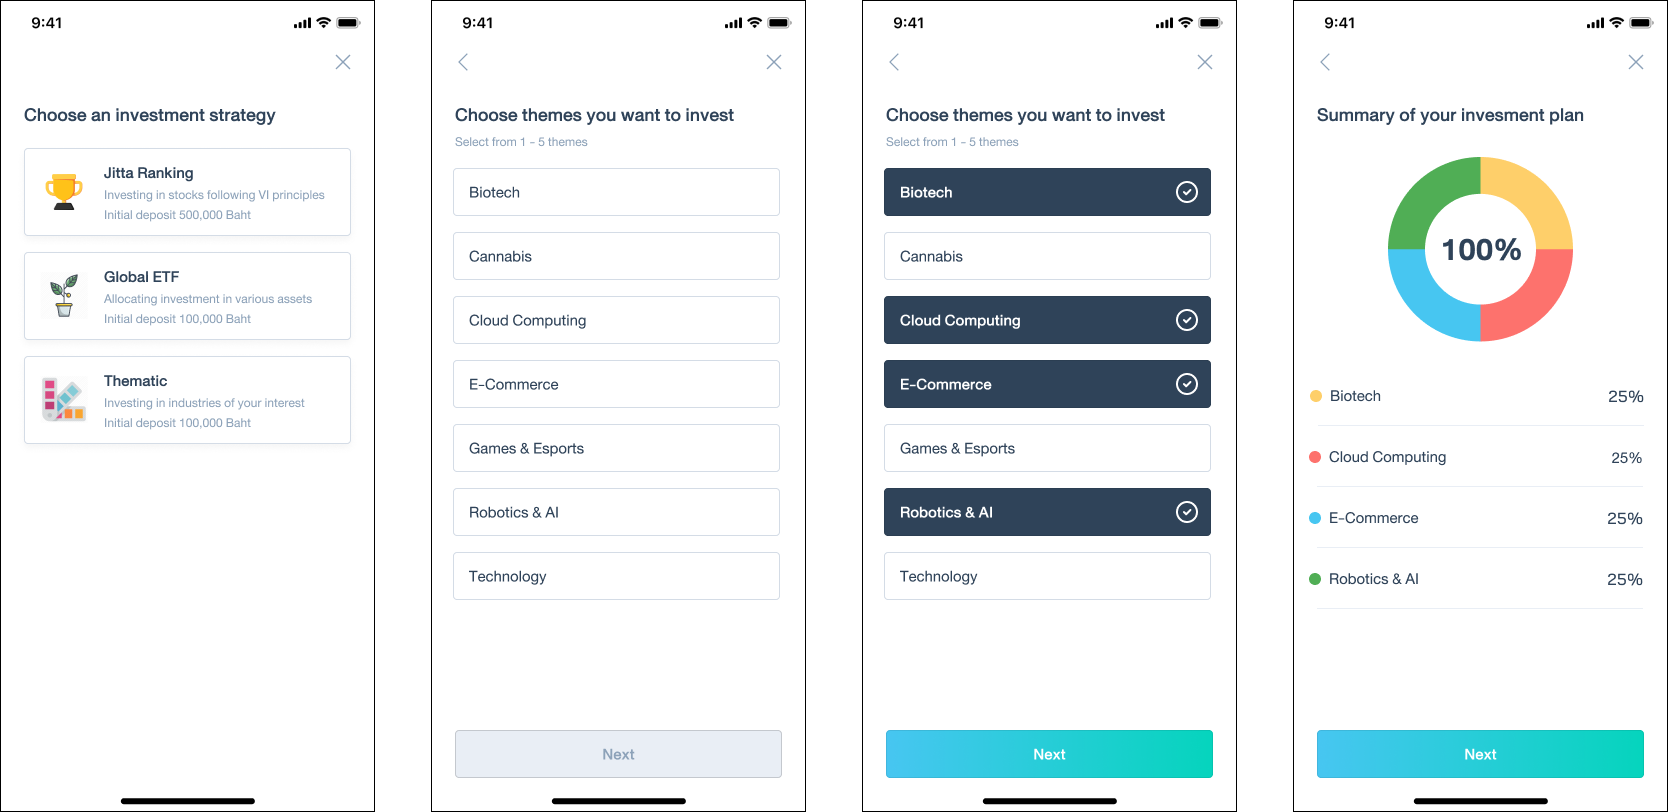 9:41
Choose an investment strategy
Jitta Ranking
Investing in stocks following VI principles
Initial deposit 500,000 Baht
Global ETF
Allocating investment in various assets
Initial deposit 100,000 Baht
Thematic
Investing in industries of your interest
Initial deposit 100,000 Baht
9:41
Choose themes you want to invest
Select from 1 - 5 themes
Biotech
Cannabis
Cloud Computing
E-Commerce
Games & Esports
Robotics & AI
Technology
Next
9:41
Choose themes you want to invest
Select from 1 - 5 themes
Biotech
Cannabis
Cloud Computing
E-Commerce
Games & Esports
Robotics & AI
Technology
Next
9:41
Summary of your invesment plan
100%
Biotech 25%
Cloud Computing 25%
E-Commerce 25%
Robotics & AI 25%
Next